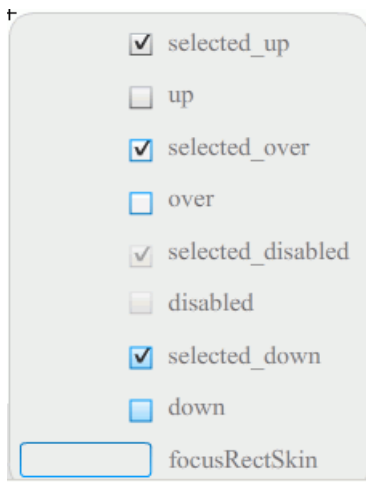 selected_up
up
selected_over
over
selected_disabled
disabled
selected_down
down
focusRectSkin